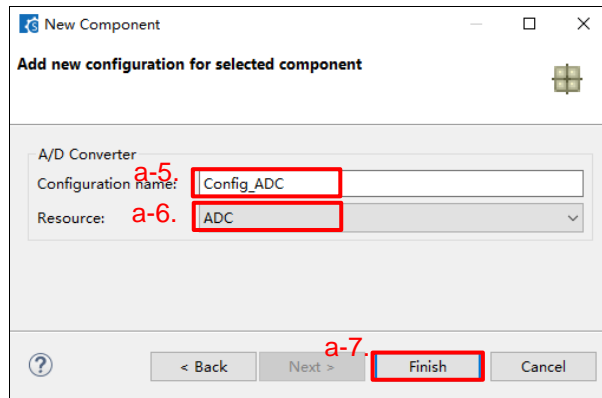 New Component
Add new configuration for selected component
A/D Converter
a-5.
Configuration name: Config_ADC
a-6.
Resource: ADC
a-7.
< Back Next > Finish Cancel